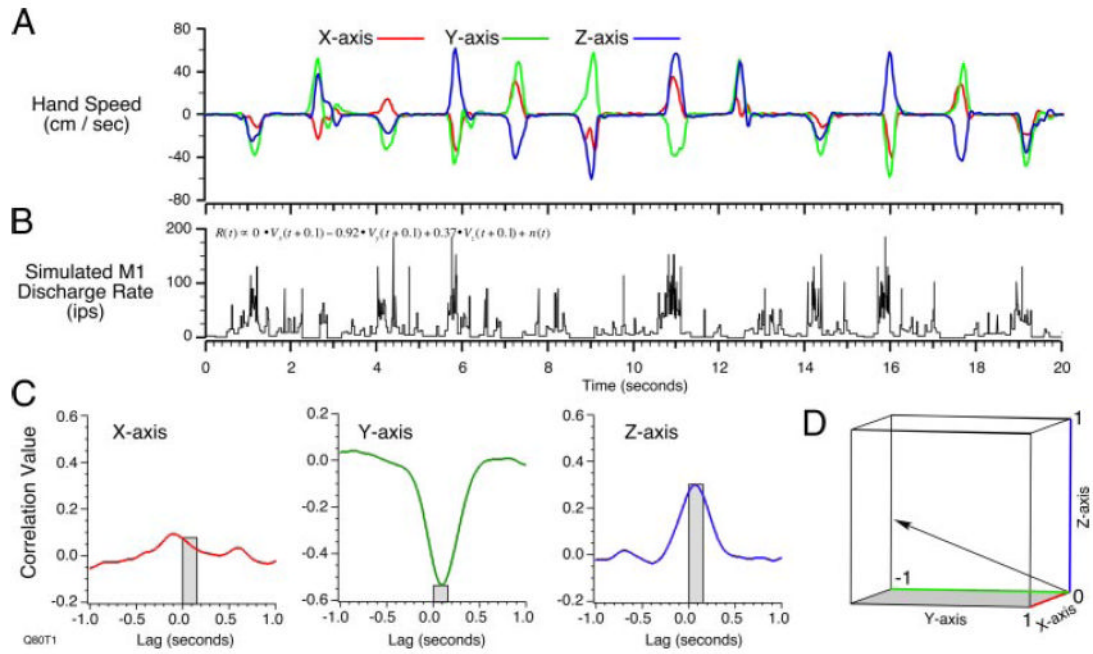 A
80
40
0
-40
-80
Hand Speed
(cm / sec)
X-axis
Y-axis
Z-axis
B
200
100
0
R(t) ∝ 0 •Vₓ(t + 0.1) – 0.92•Vᵧ(t + 0.1) + 0.37•V_z(t + 0.1) + n(t)
Simulated M1
Discharge Rate
(ips)
0 2 4 6 8 10 12 14 16 18 20
Time (seconds)
C
Correlation Value
X-axis
0.6
0.4
0.2
0.0
-0.2
-1.0 -0.5 0.0 0.5 1.0
Lag (seconds)
Y-axis
0.2
0.0
-0.2
-0.4
-0.6
-1.0 -0.5 0.0 0.5 1.0
Lag (seconds)
Z-axis
0.6
0.4
0.2
0.0
-0.2
-1.0 -0.5 0.0 0.5 1.0
Lag (seconds)
D
1
Z-axis
-1
0
Y-axis
1
X-axis
Q80T1